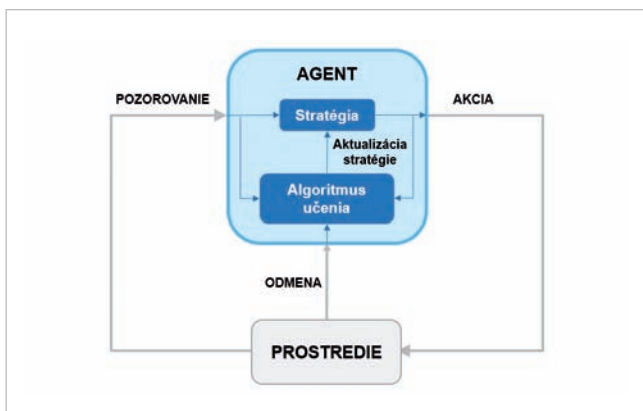 AGENT
POZOROVANIE
AKCIA
Stratégia
Aktualizácia
stratégie
Algoritmus
učenia
ODMENA
PROSTREDIE